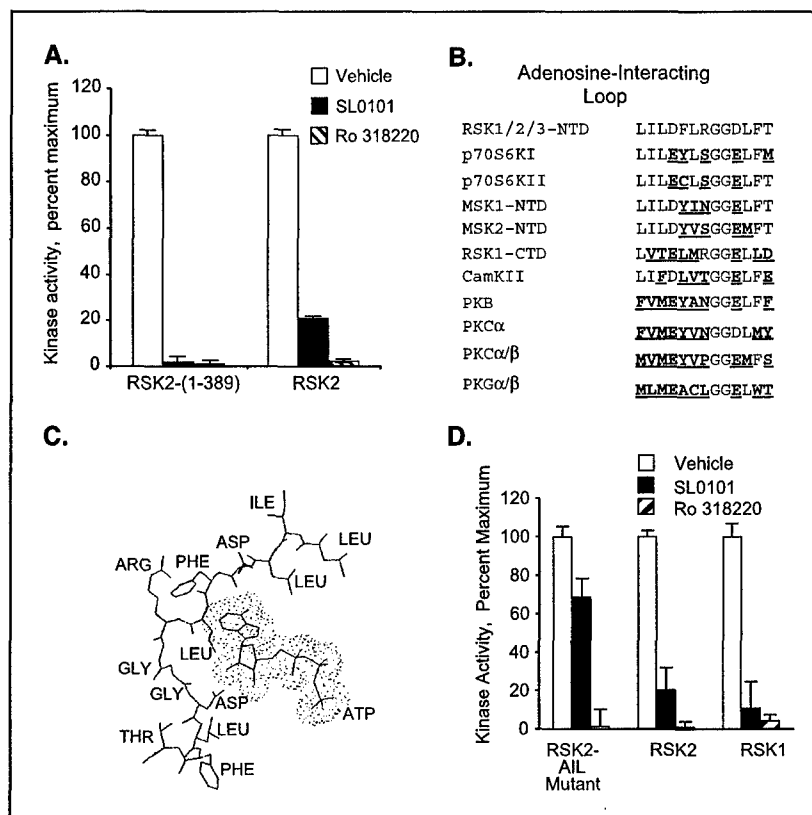 A.
Kinase activity, percent maximum
120
100
80
60
40
20
0
Vehicle
SL0101
Ro 318220
RSK2-(1-389)
RSK2
B.
Adenosine-Interacting
Loop
RSK1/2/3-NTD LILDFLRGGDLFT
p70S6KI LILEYLSGGELFM
p70S6KII LILECLSGGELFT
MSK1-NTD LILDYINGGELFT
MSK2-NTD LILDYVSGGEMFT
RSK1-CTD LVTELMRGGELLD
CamKII LIFDLVTGGELFE
PKB FVMEYANGGELFF
PKCα FVMEYVNGGDLMY
PKCα/β MVMEYVPGGEMFS
PKGα/β MLMEACLGGELWT
C.
ILE
ASP
LEU
ARG
PHE
LEU
LEU
GLY
GLY
ASP
ATP
THR
LEU
PHE
D.
Vehicle
SL0101
Ro 318220
Kinase Activity, Percent Maximum
120
100
80
60
40
20
0
RSK2-
AIL
Mutant
RSK2
RSK1